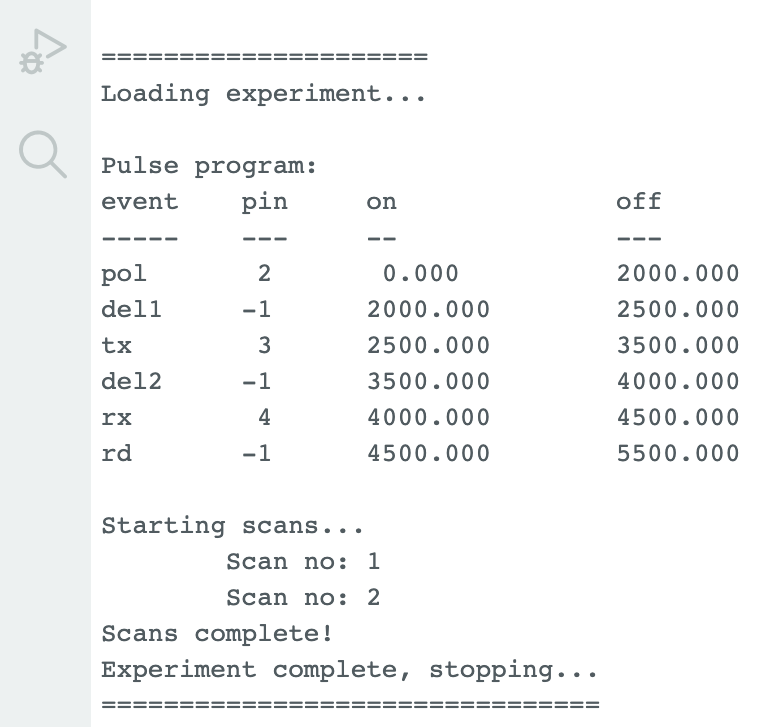 =====================
Loading experiment...
Pulse program:
event pin on off
----- --- -- ---
pol 2 0.000 2000.000
del1 -1 2000.000 2500.000
tx 3 2500.000 3500.000
del2 -1 3500.000 4000.000
rx 4 4000.000 4500.000
rd -1 4500.000 5500.000
Starting scans...
Scan no: 1
Scan no: 2
Scans complete!
Experiment complete, stopping...
================================